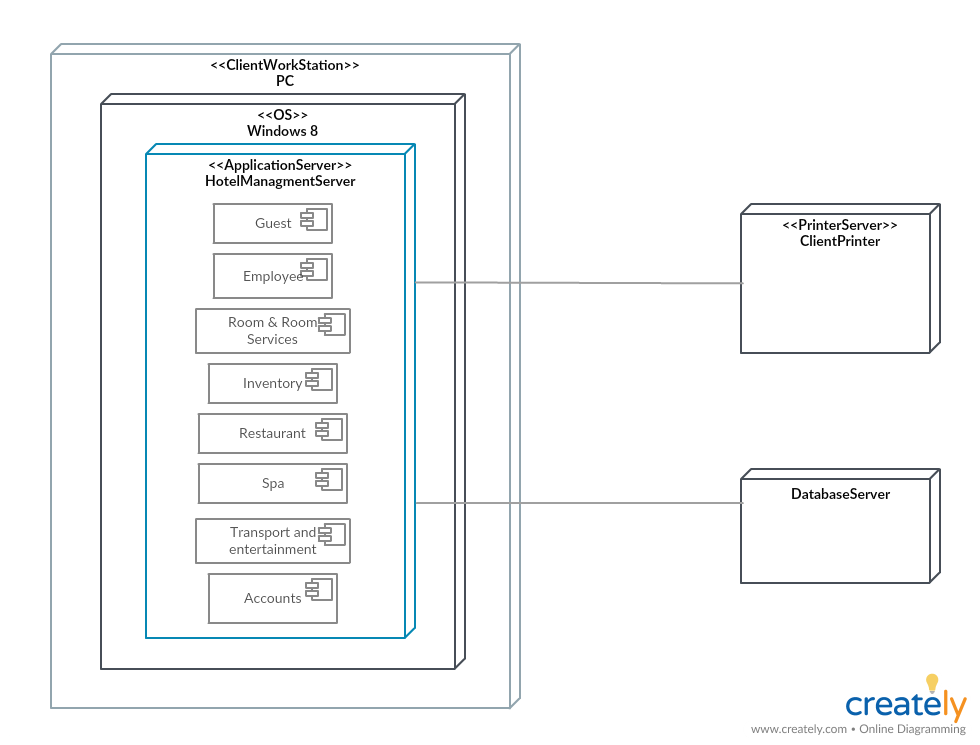 <<ClientWorkStation>>
PC
<<OS>>
Windows 8
<<ApplicationServer>>
HotelManagmentServer
Guest
Employee
Room & Room
Services
Inventory
Restaurant
Spa
Transport and
entertainment
Accounts
<<PrinterServer>>
ClientPrinter
DatabaseServer
creately
www.creately.com • Online Diagramming